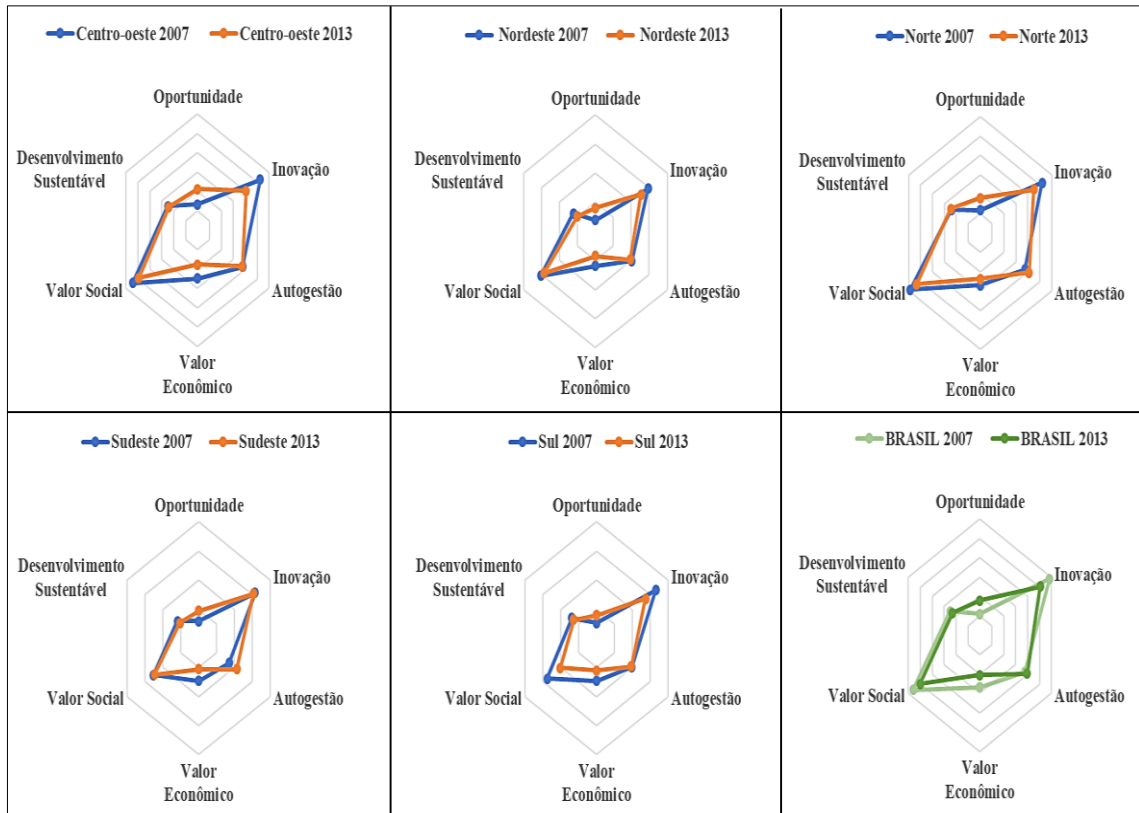 Centro-oeste 2007 Centro-oeste 2013
Oportunidade
Desenvolvimento
Sustentável
Inovação
Valor Social
Autogestão
Valor
Econômico
Nordeste 2007 Nordeste 2013
Oportunidade
Desenvolvimento
Sustentável
Inovação
Valor Social
Autogestão
Valor
Econômico
Norte 2007 Norte 2013
Oportunidade
Desenvolvimento
Sustentável
Inovação
Valor Social
Autogestão
Valor
Econômico
Sudeste 2007 Sudeste 2013
Oportunidade
Desenvolvimento
Sustentável
Inovação
Valor Social
Autogestão
Valor
Econômico
Sul 2007 Sul 2013
Oportunidade
Desenvolvimento
Sustentável
Inovação
Valor Social
Autogestão
Valor
Econômico
BRASIL 2007 BRASIL 2013
Oportunidade
Desenvolvimento
Sustentável
Inovação
Valor Social
Autogestão
Valor
Econômico